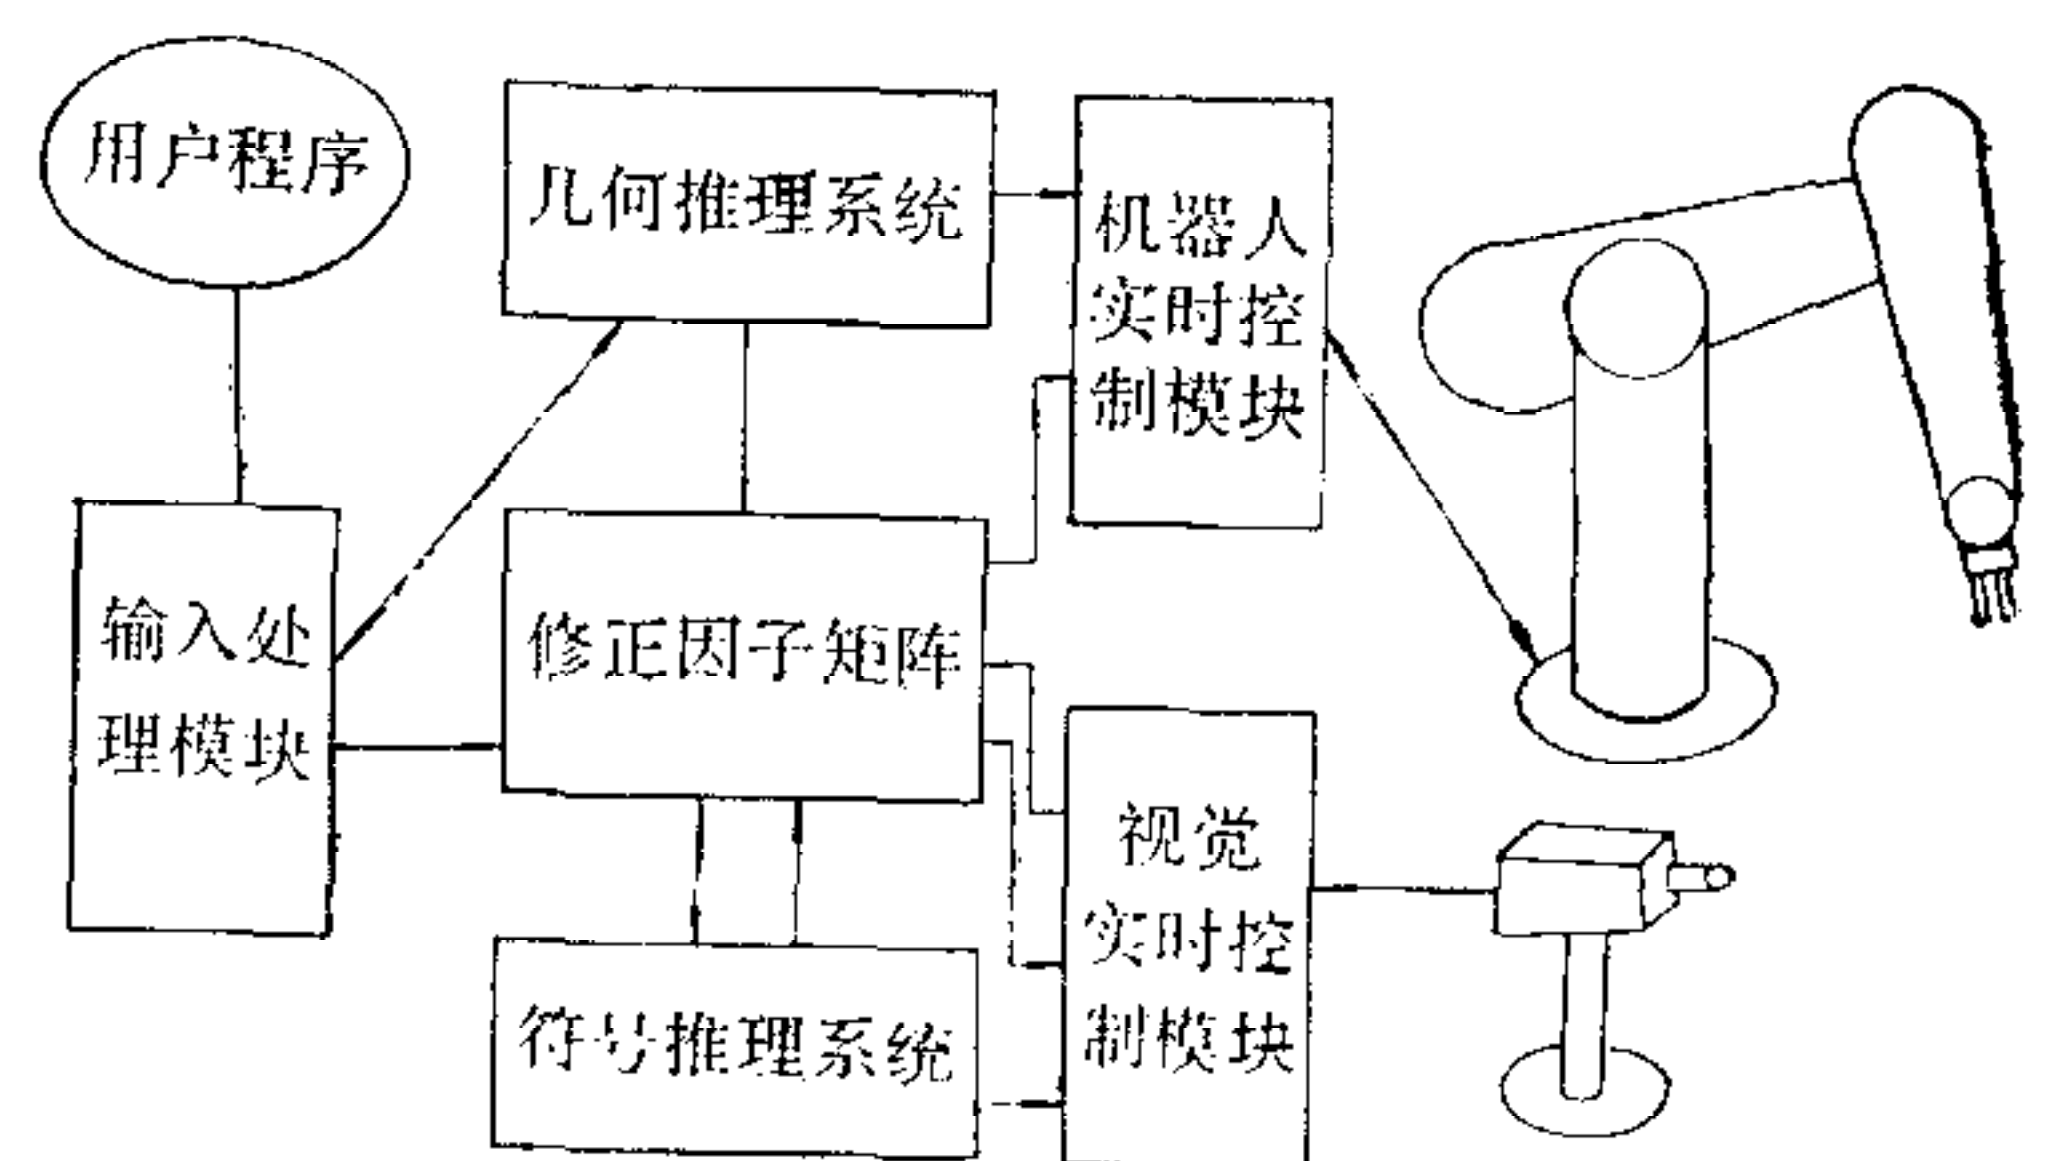 用户程序
几何推理系统
机器人
实时控
制模块
输入处
理模块
修正因子矩阵
视觉
实时控
制模块
符号推理系统